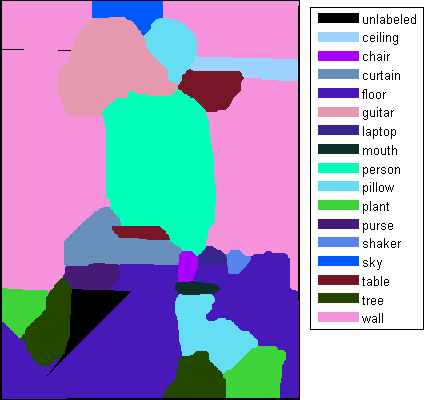 unlabeled
ceiling
chair
curtain
floor
guitar
laptop
mouth
person
pillow
plant
purse
shaker
sky
table
tree
wall